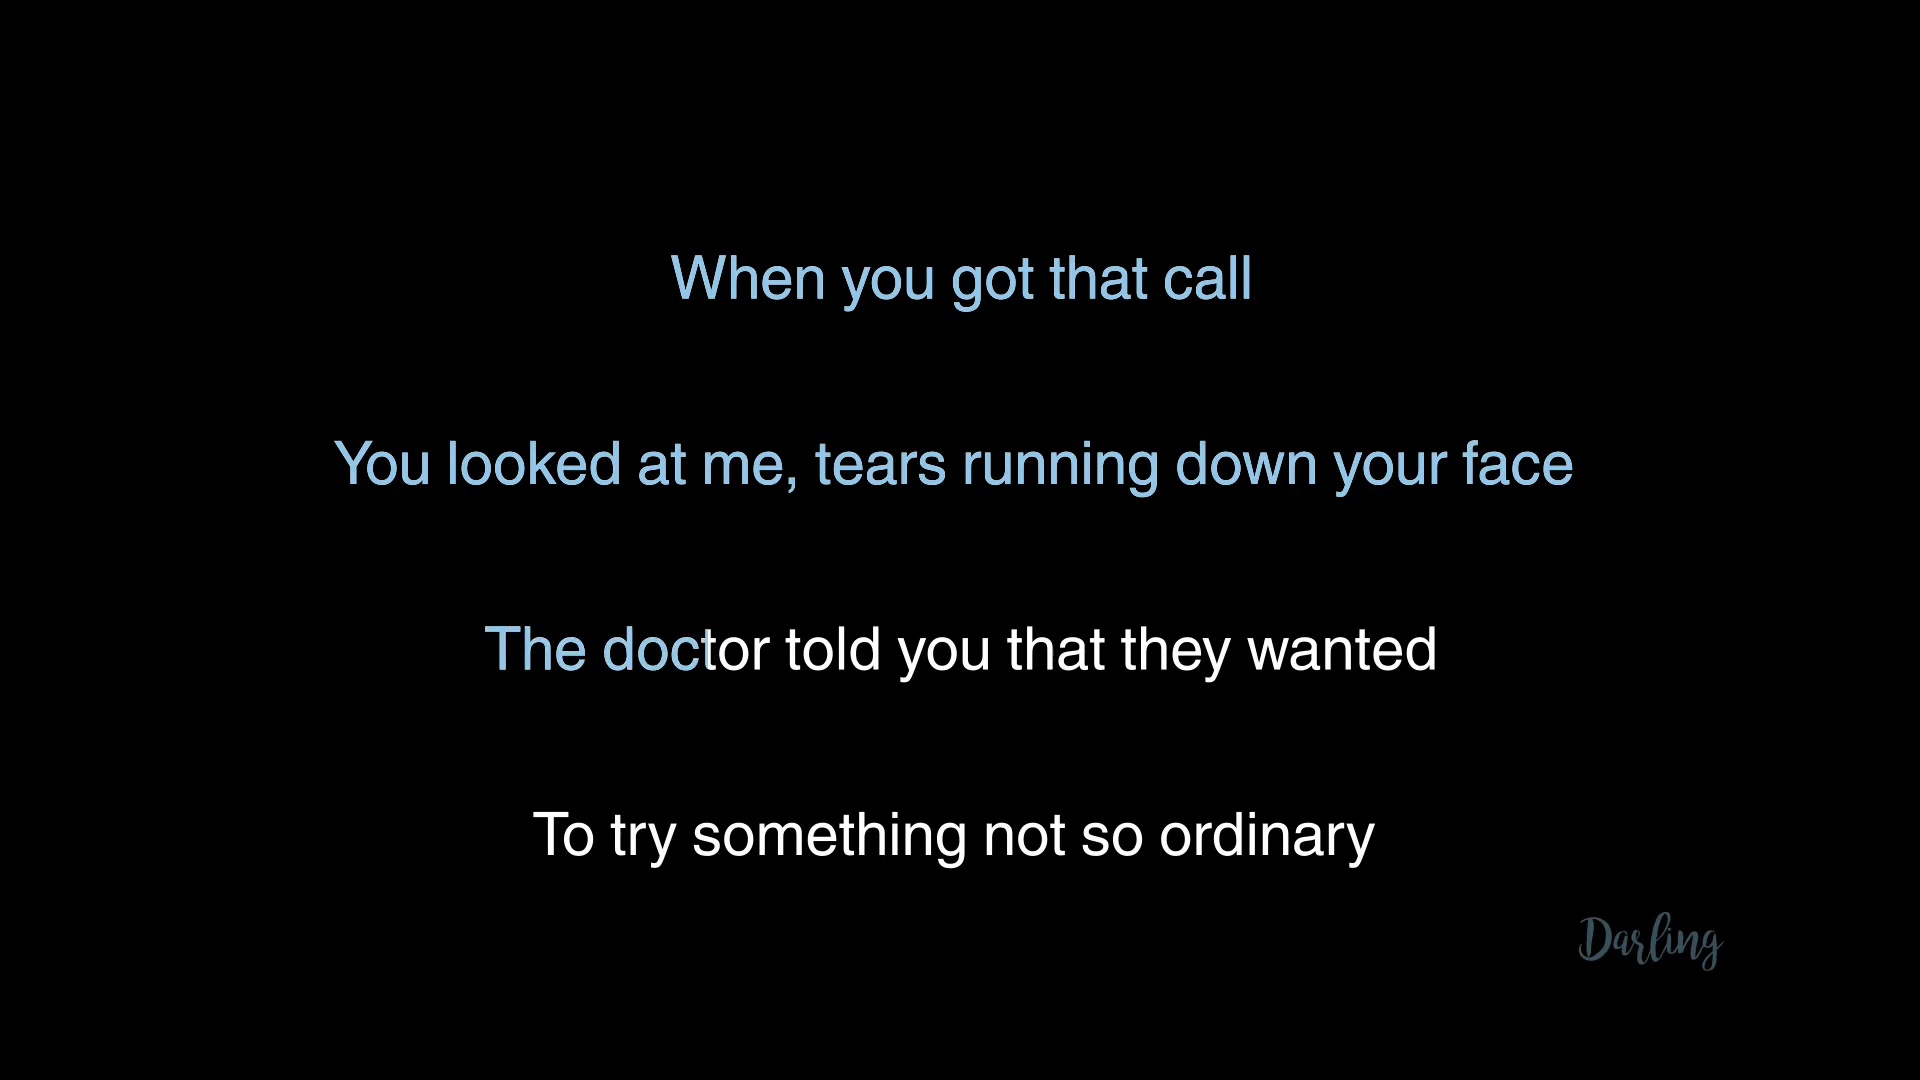 When you got that call
You looked at me, tears running down your face
The doctor told you that they wanted
To try something not so ordinary
Darling